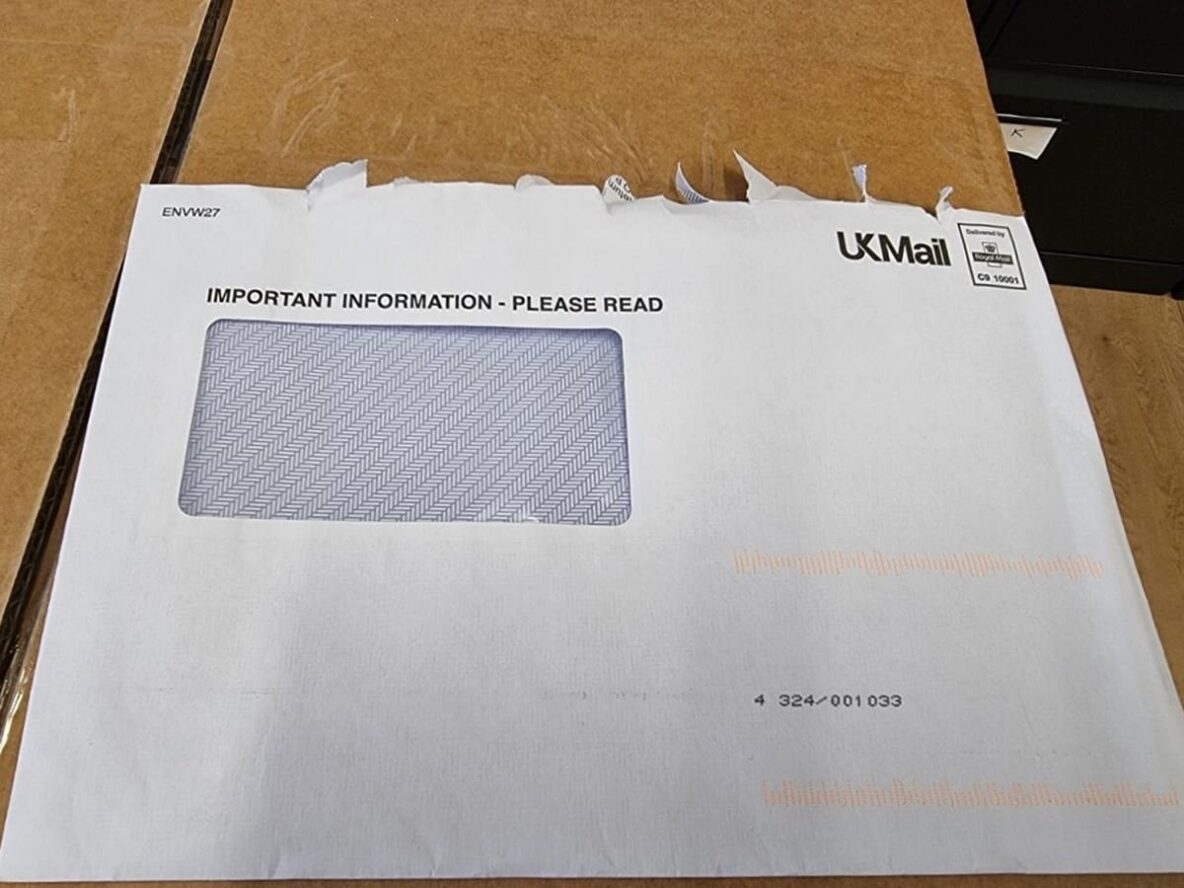 K
ENVW27
UKMail
Delivered by
Royal Mail
C9 10001
IMPORTANT INFORMATION - PLEASE READ
4 324/001033